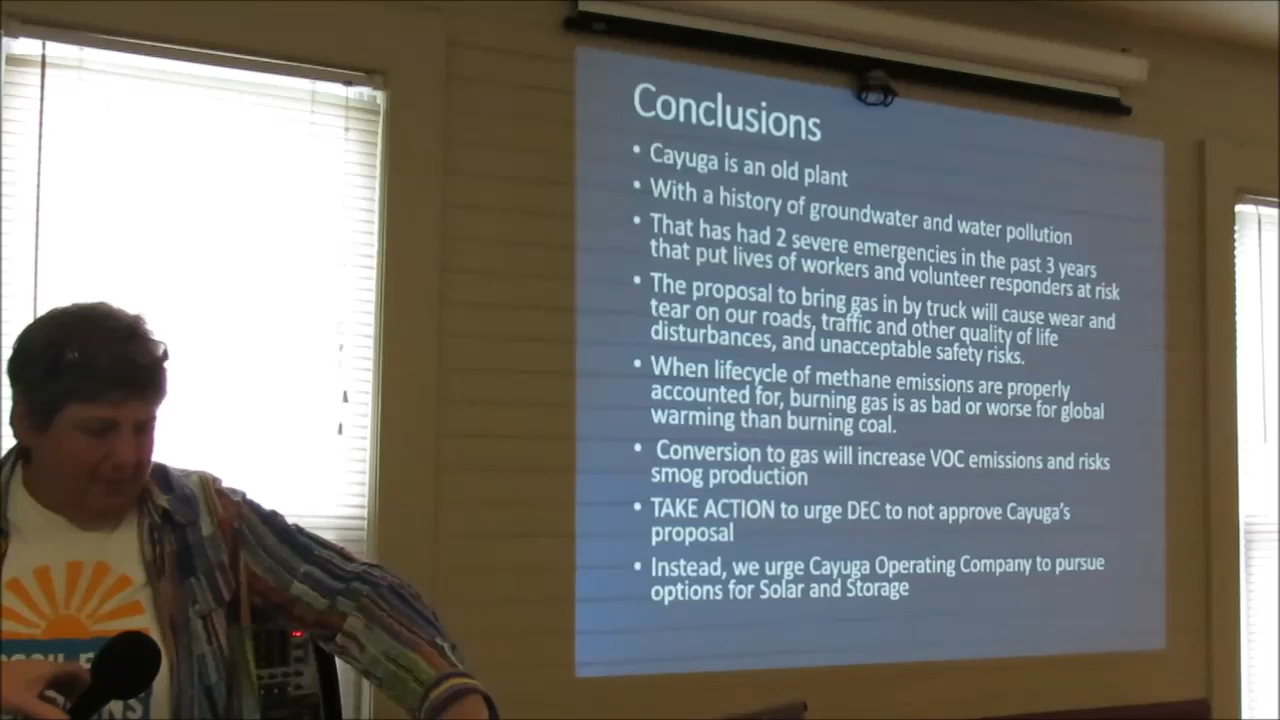 Conclusions
• Cayuga is an old plant
• With a history of groundwater and water pollution
• That has had 2 severe emergencies in the past 3 years
that put lives of workers and volunteer responders at risk
• The proposal to bring gas in by truck will cause wear and
tear on our roads, traffic and other quality of life
disturbances, and unacceptable safety risks.
• When lifecycle of methane emissions are properly
accounted for, burning gas is as bad or worse for global
warming than burning coal.
• Conversion to gas will increase VOC emissions and risks
smog production
• TAKE ACTION to urge DEC to not approve Cayuga's
proposal
• Instead, we urge Cayuga Operating Company to pursue
options for Solar and Storage